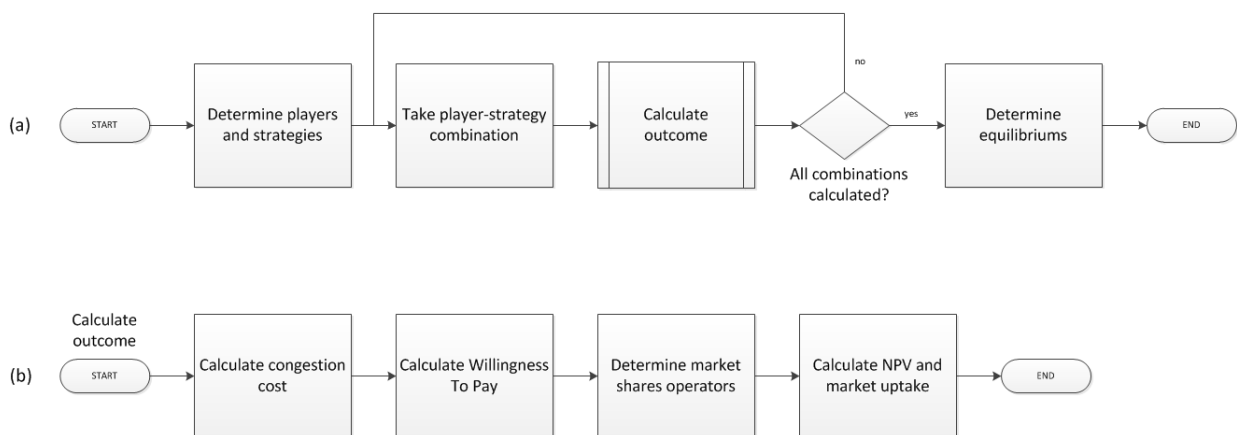 no
(a)
START
Determine players
and strategies
Take player-strategy
combination
Calculate
outcome
yes
Determine
equilibriums
END
All combinations
calculated?
Calculate
outcome
(b)
START
Calculate congestion
cost
Calculate Willingness
To Pay
Determine market
shares operators
Calculate NPV and
market uptake
END